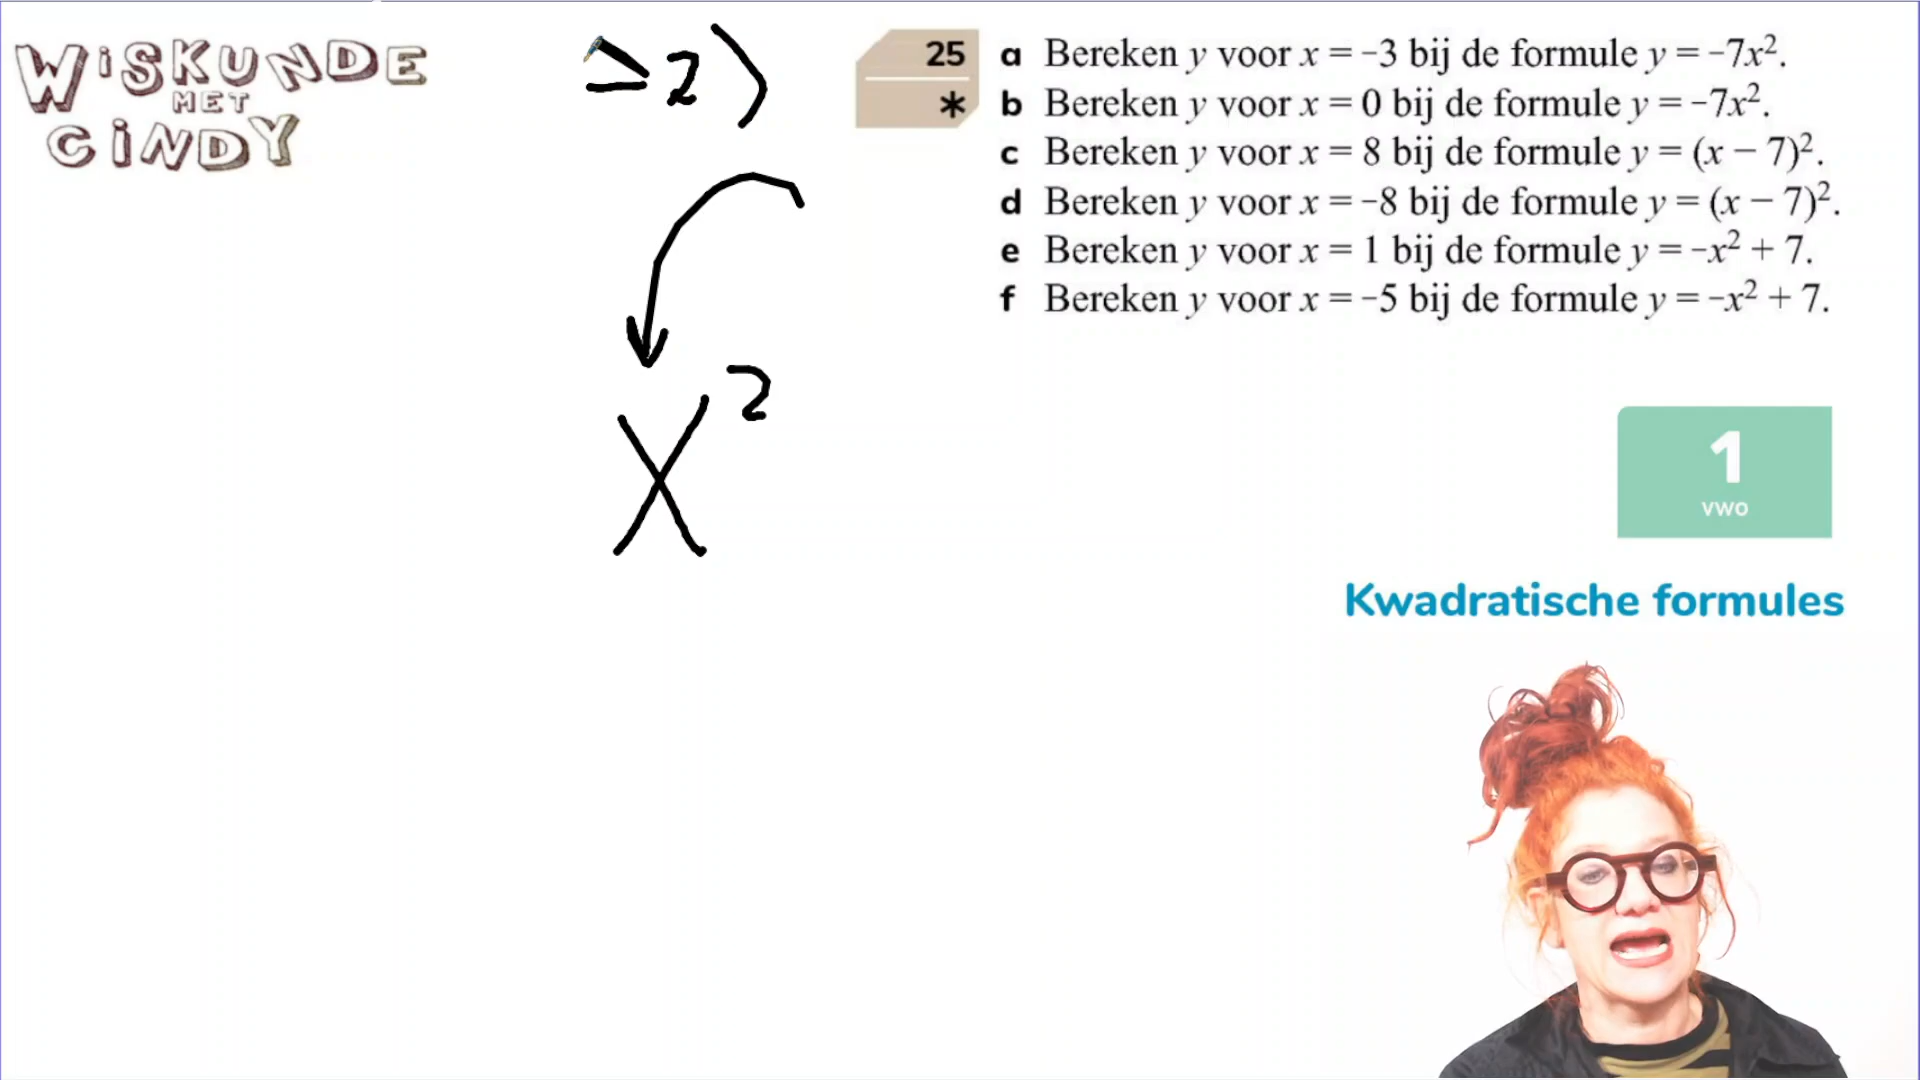 WiSKUNDE
MET
CiNDY
-2)
x²
25
*
a Bereken y voor x = -3 bij de formule y = -7x².
b Bereken y voor x = 0 bij de formule y = -7x².
c Bereken y voor x = 8 bij de formule y = (x - 7)².
d Bereken y voor x = -8 bij de formule y = (x - 7)².
e Bereken y voor x = 1 bij de formule y = -x² + 7.
f Bereken y voor x = -5 bij de formule y = -x² + 7.
1
vwo
Kwadratische formules